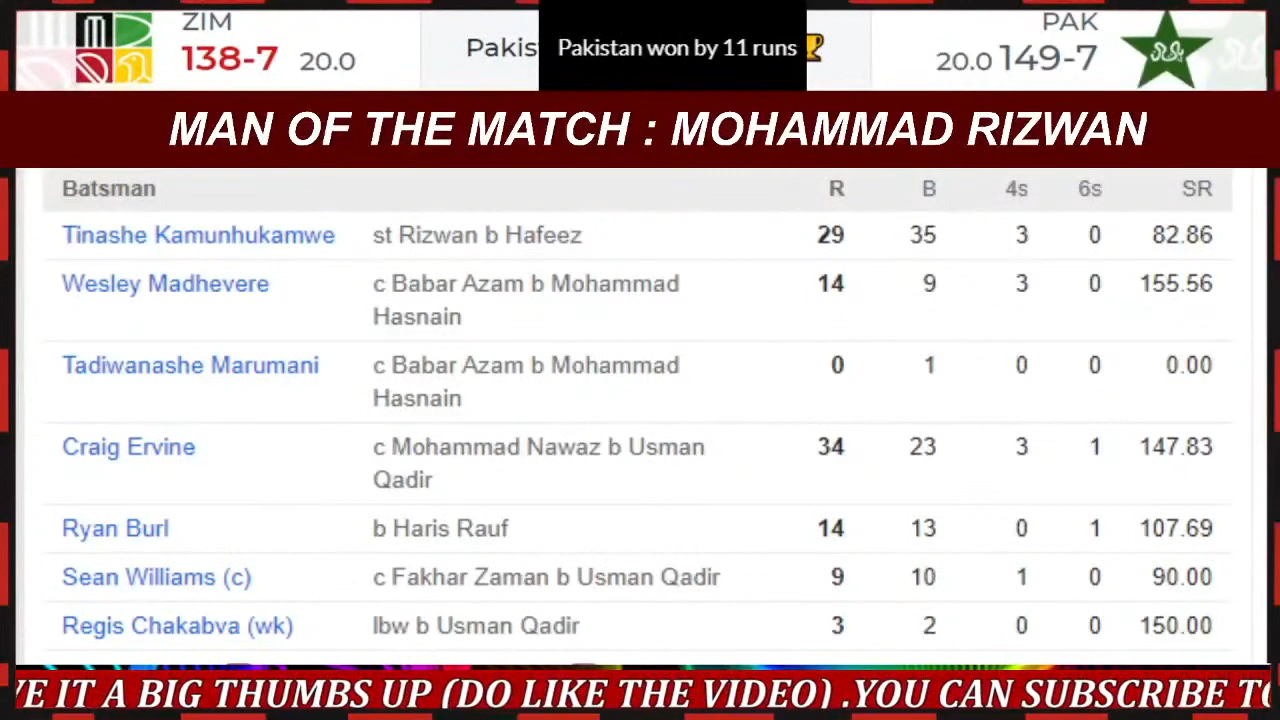 ZIM
138-7 20.0
Pakis
Pakistan won by 11 runs
PAK
20.0 149-7
MAN OF THE MATCH : MOHAMMAD RIZWAN
Batsman R B 4s 6s SR
Tinashe Kamunhukamwe st Rizwan b Hafeez 29 35 3 0 82.86
Wesley Madhevere c Babar Azam b Mohammad 14 9 3 0 155.56
Hasnain
Tadiwanashe Marumani c Babar Azam b Mohammad 0 1 0 0 0.00
Hasnain
Craig Ervine c Mohammad Nawaz b Usman 34 23 3 1 147.83
Qadir
Ryan Burl b Haris Rauf 14 13 0 1 107.69
Sean Williams (c) c Fakhar Zaman b Usman Qadir 9 10 1 0 90.00
Regis Chakabva (wk) lbw b Usman Qadir 3 2 0 0 150.00
VE IT A BIG THUMBS UP (DO LIKE THE VIDEO) .YOU CAN SUBSCRIBE TO